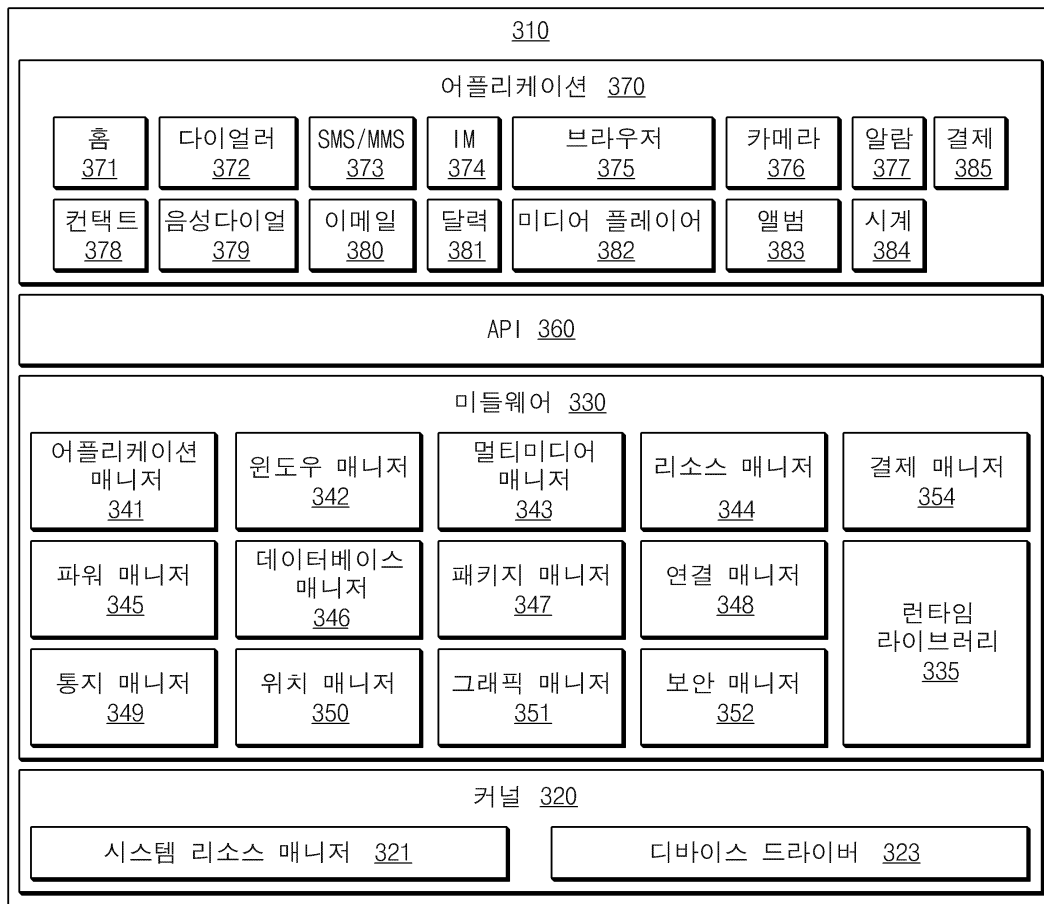 310
어플리케이션 370
홈
371
다이얼러
372
SMS/MMS
373
IM
374
브라우저
375
카메라
376
알람
377
결제
385
컨택트
378
음성다이얼
379
이메일
380
달력
381
미디어 플레이어
382
앨범
383
시계
384
API 360
미들웨어 330
어플리케이션
매니저
341
윈도우 매니저
342
멀티미디어
매니저
343
리소스 매니저
344
결제 매니저
354
파워 매니저
345
데이터베이스
매니저
346
패키지 매니저
347
연결 매니저
348
런타임
라이브러리
335
통지 매니저
349
위치 매니저
350
그래픽 매니저
351
보안 매니저
352
커널 320
시스템 리소스 매니저 321
디바이스 드라이버 323